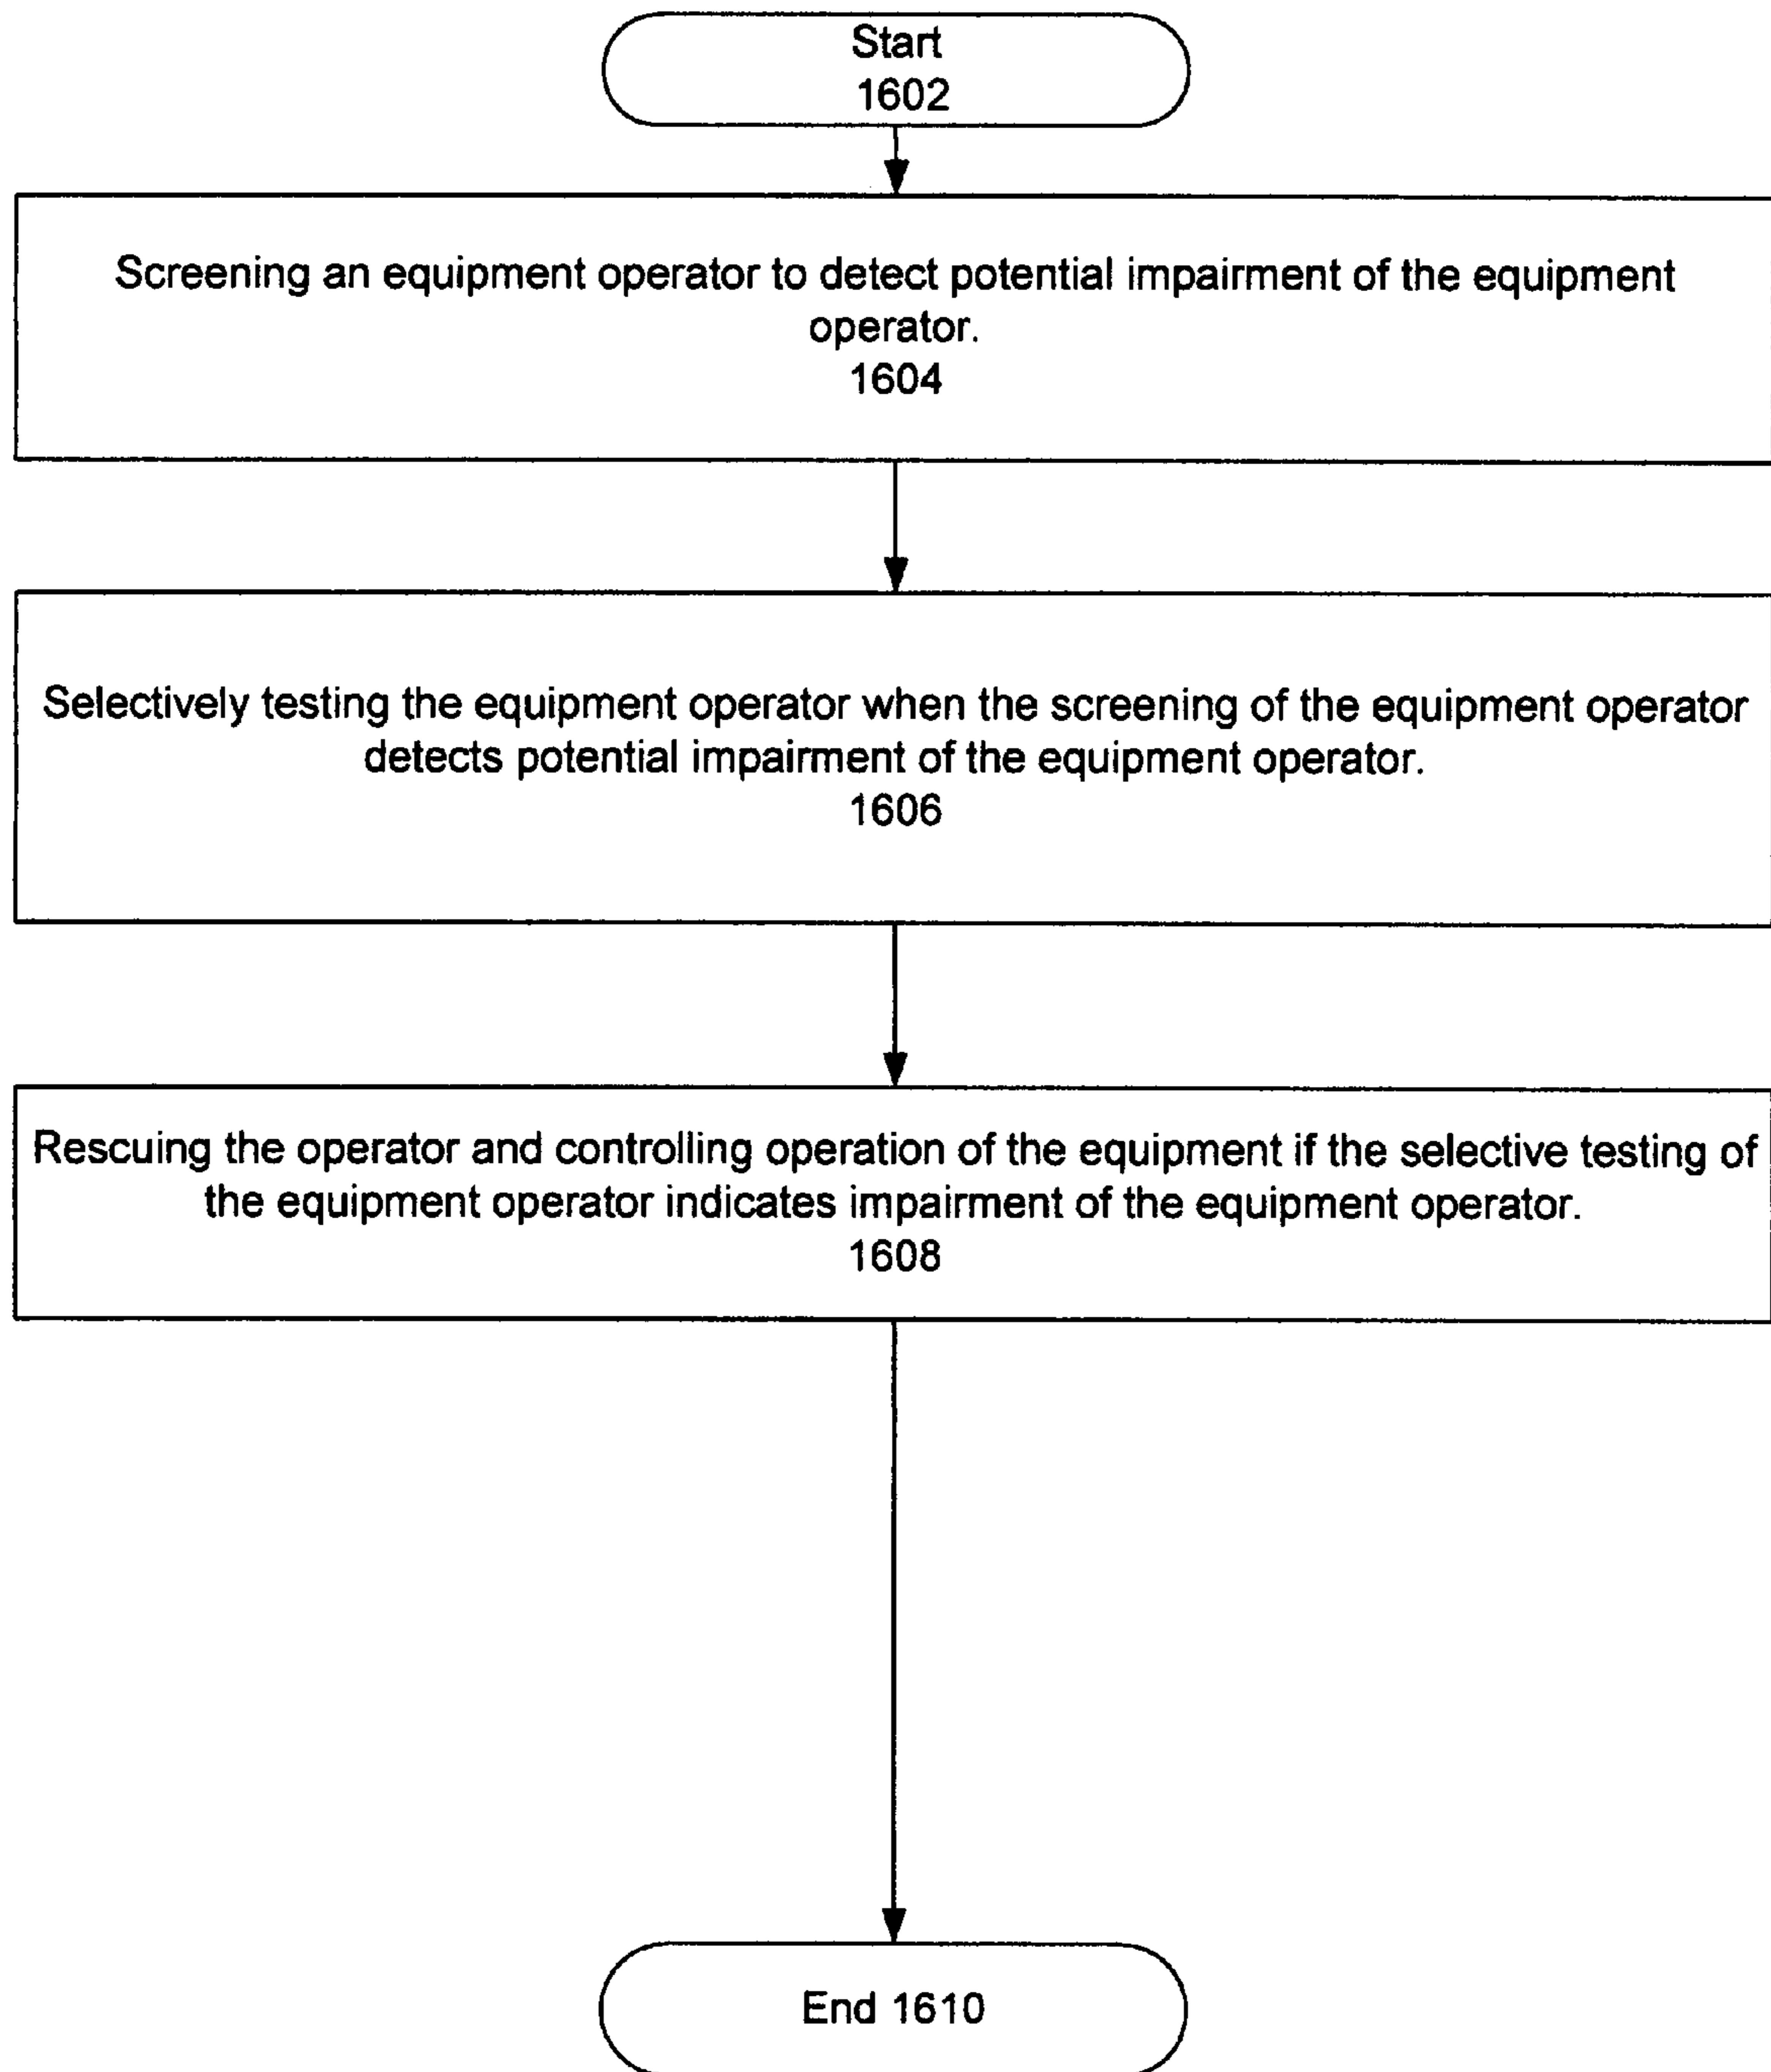 Start
1602
Screening an equipment operator to detect potential impairment of the equipment
operator.
1604
Selectively testing the equipment operator when the screening of the equipment operator
detects potential impairment of the equipment operator.
1606
Rescuing the operator and controlling operation of the equipment if the selective testing of
the equipment operator indicates impairment of the equipment operator.
1608
End 1610